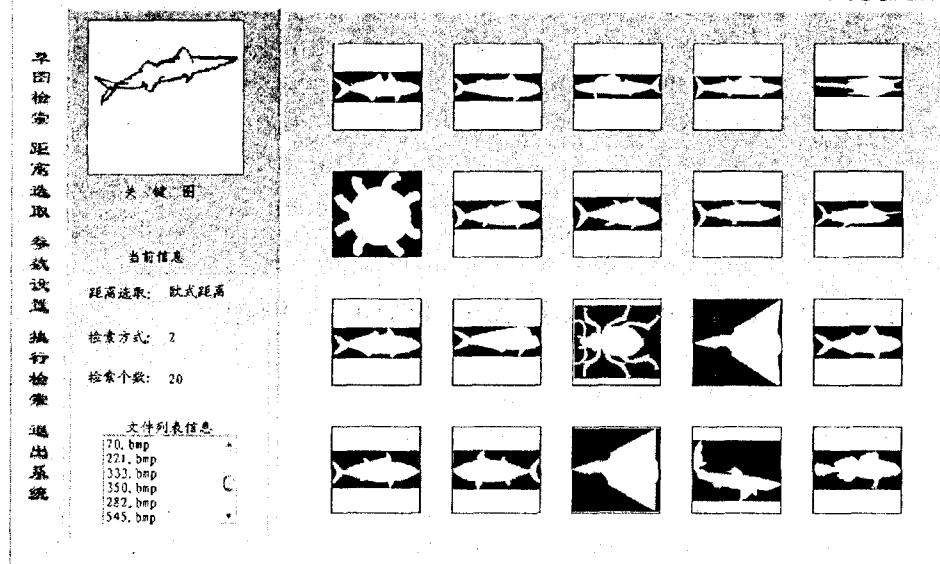 草图检索
距离选取
参数设置
执行检索
退出系统
关键图
当前信息
距离选取: 欧式距离
检索方式: 2
检索个数: 20
文件列表信息
70.bmp
221.bmp
333.bmp
350.bmp
282.bmp
545.bmp